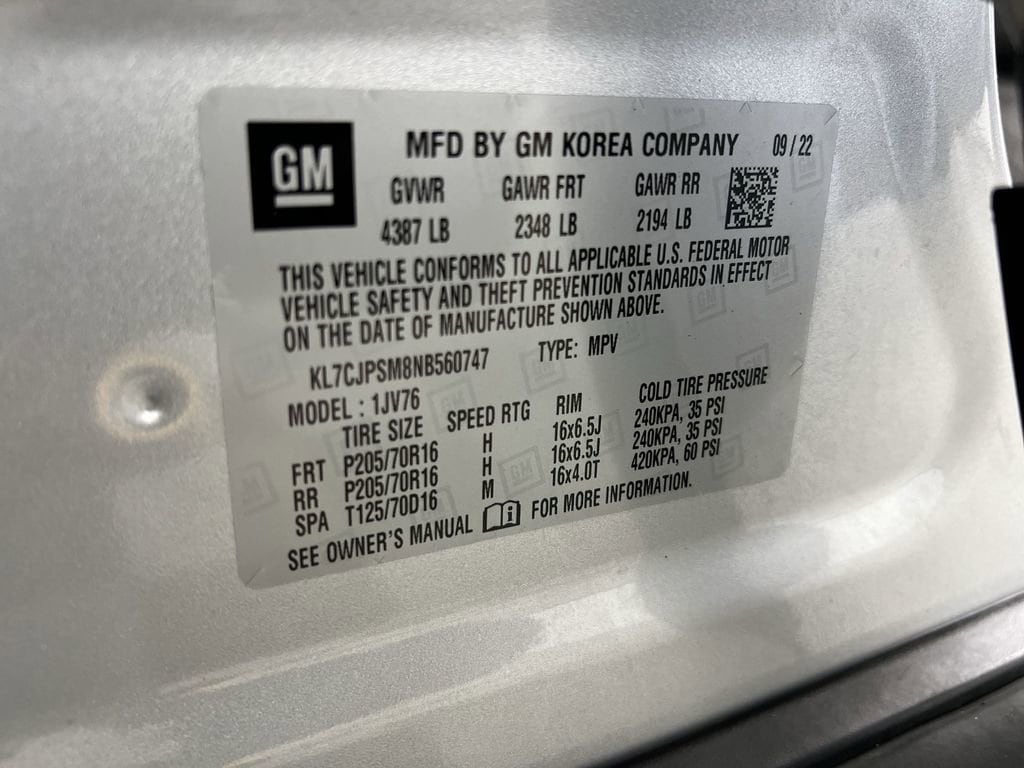 GM
MFD BY GM KOREA COMPANY 09/22
GVWR GAWR FRT GAWR RR
4387 LB 2348 LB 2194 LB
THIS VEHICLE CONFORMS TO ALL APPLICABLE U.S. FEDERAL MOTOR
VEHICLE SAFETY AND THEFT PREVENTION STANDARDS IN EFFECT
ON THE DATE OF MANUFACTURE SHOWN ABOVE.
KL7CJPSM8NB560747 TYPE: MPV
MODEL : 1JV76
TIRE SIZE SPEED RTG RIM COLD TIRE PRESSURE
FRT P205/70R16 H 16x6.5J 240KPA, 35 PSI
RR P205/70R16 H 16x6.5J 240KPA, 35 PSI
SPA T125/70D16 M 16x4.0T 420KPA, 60 PSI
SEE OWNER'S MANUAL FOR MORE INFORMATION.